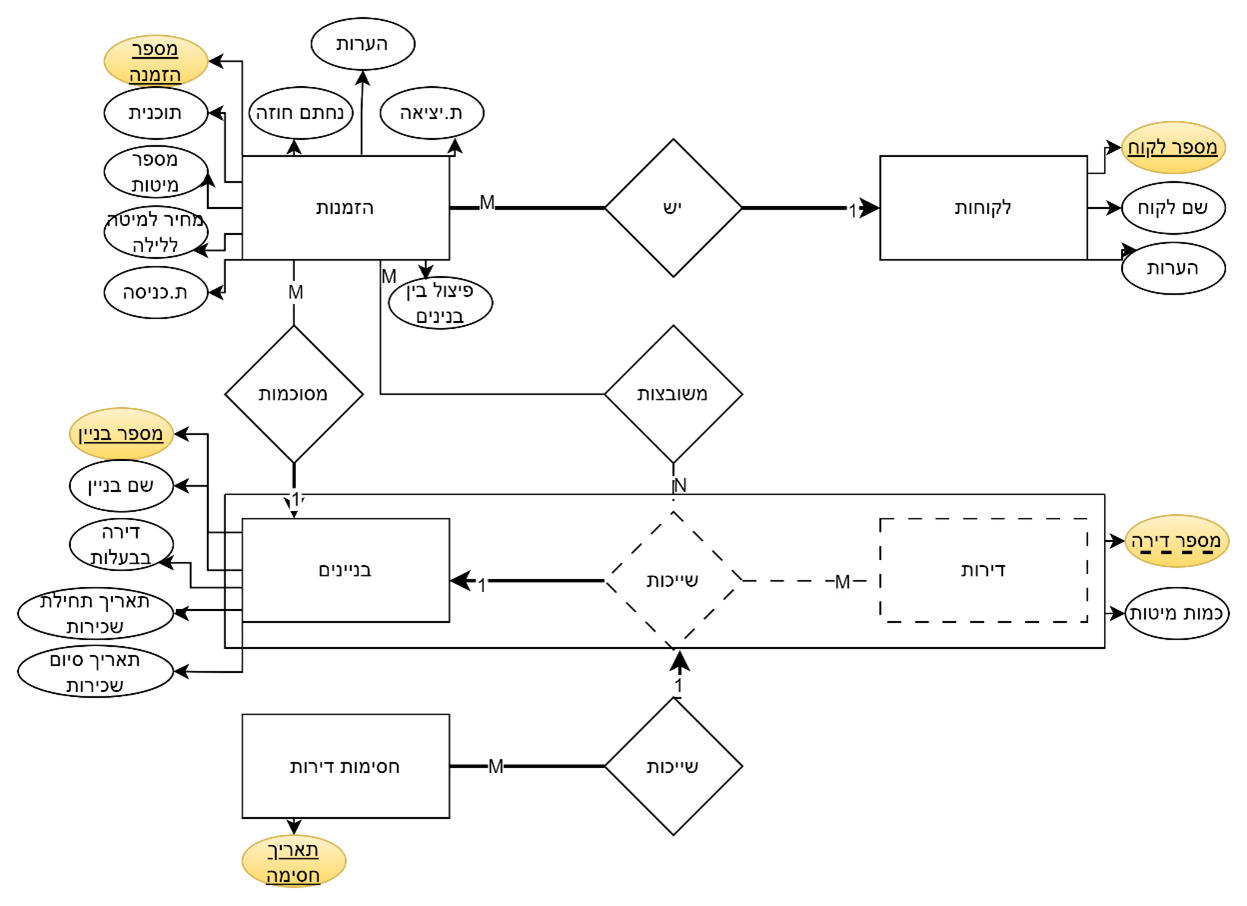 הערות
מספר
הזמנה
תוכנית
נחתם חוזה
ת.יציאה
מספר לקוח
מספר
מיטות
הזמנות
M
יש
1
לקוחות
שם לקוח
מחיר למיטה
ללילה
הערות
ת.כניסה
M
M
פיצול בין
בנינים
מסוכמות
משובצות
מספר בניין
שם בניין
1
N
דירה
בבעלות
מספר דירה
בניינים
1
שייכות
M
דירות
תאריך תחילת
שכירות
כמות מיטות
תאריך סיום
שכירות
1
חסימות דירות
M
שייכות
תאריך
חסימה